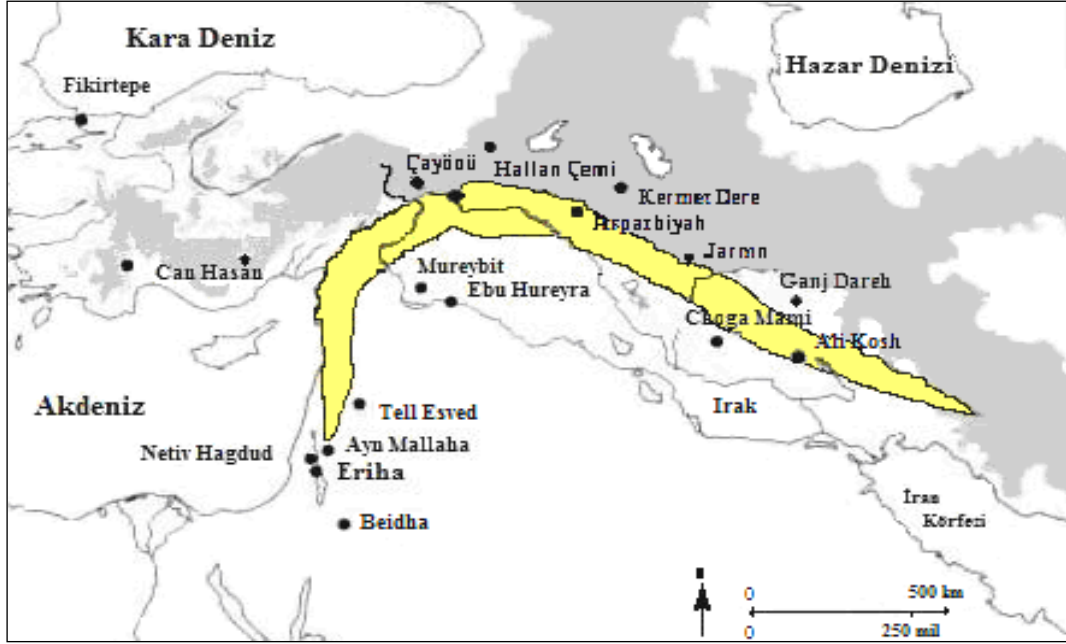 Kara Deniz
Hazar Denizi
Fikirtepe
Çayönü
Hallan Çemi
Kermet Dere
Arpazbiyah
Jarmo
Can Hasan
Mureybit
Ebu Hureyra
Ganj Dareh
Choga Mami
Ali Kosh
Akdeniz
Tell Esved
Irak
Ayn Mallaha
Netiv Hagdud
Eriha
Beidha
İran
Körfezi
0 500 km
0 250 mil